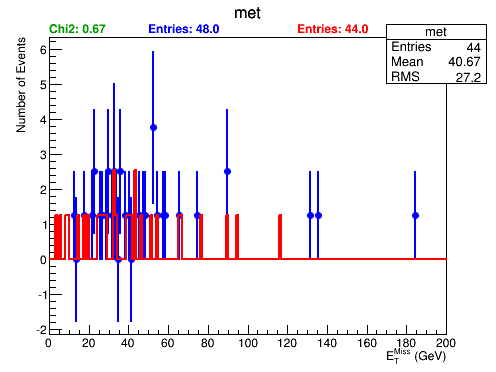 met
Chi2: 0.67 Entries: 48.0 Entries: 44.0
met
Entries 44
Mean 40.67
RMS 27.2
Number of Events
6
5
4
3
2
1
0
-1
-2
0 20 40 60 80 100 120 140 160 180 200
E_T^Miss (GeV)